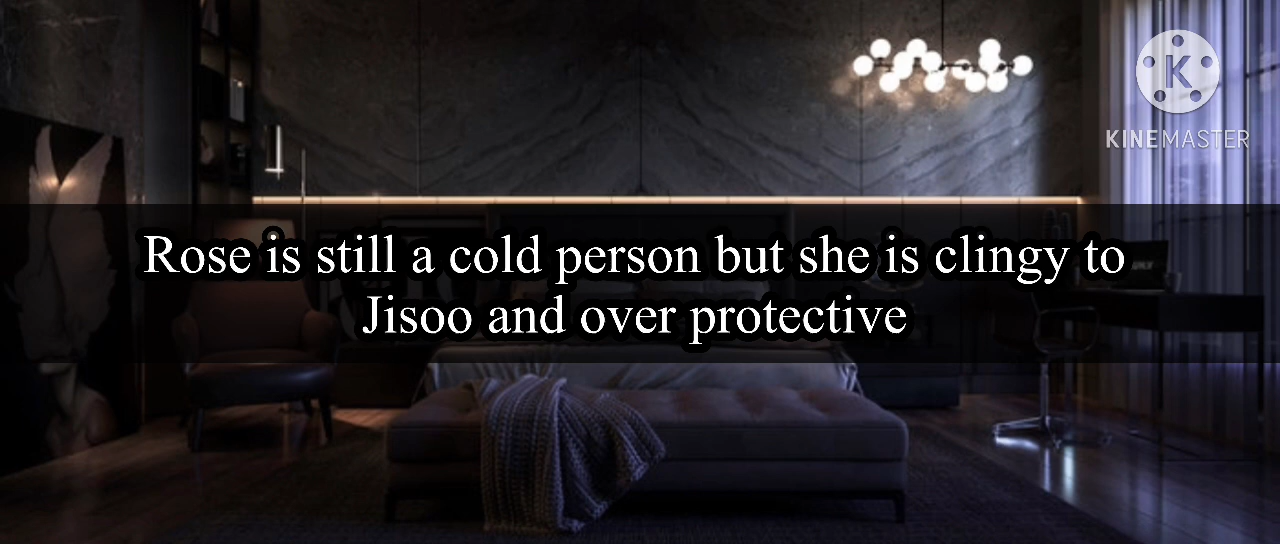 KINEMASTER
Rose is still a cold person but she is clingy to
Jisoo and over protective